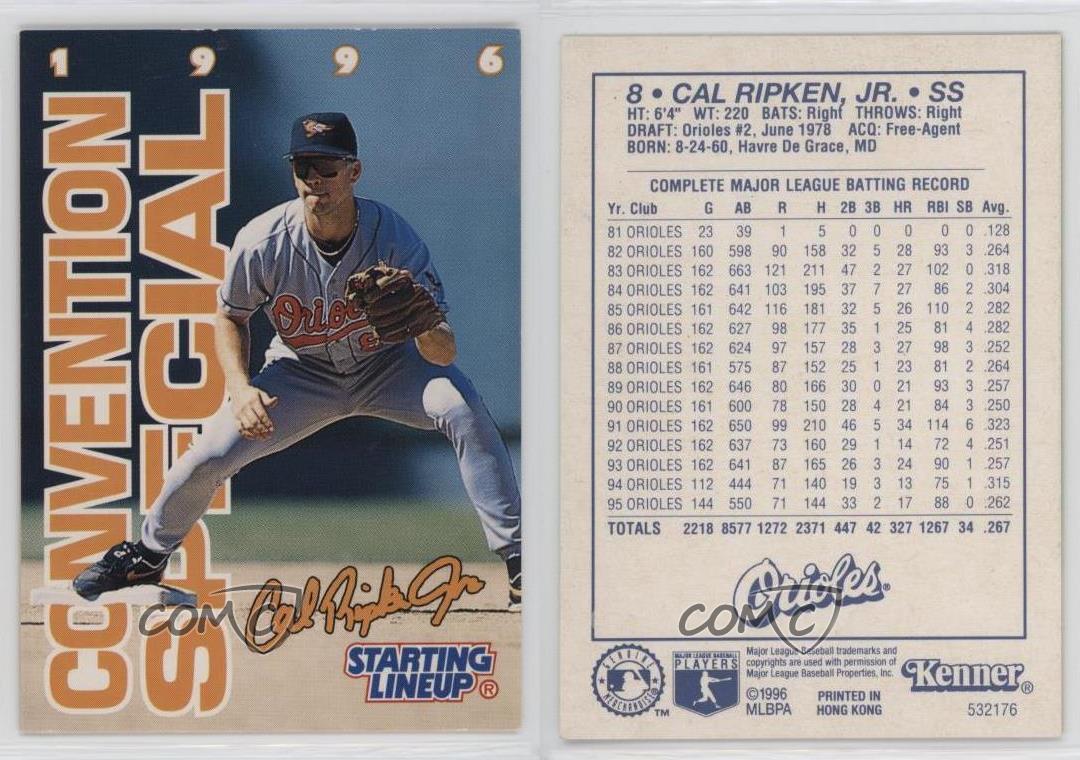 1 9 9 6
CONVENTION
SPECIAL
Orio
8
Cal Ripken Jr
STARTING
LINEUP®
COMC
8 • CAL RIPKEN, JR. • SS
HT: 6'4" WT: 220 BATS: Right THROWS: Right
DRAFT: Orioles #2, June 1978 ACQ: Free-Agent
BORN: 8-24-60, Havre De Grace, MD
COMPLETE MAJOR LEAGUE BATTING RECORD
Yr. Club G AB R H 2B 3B HR RBI SB Avg.
81 ORIOLES 23 39 1 5 0 0 0 0 0 .128
82 ORIOLES 160 598 90 158 32 5 28 93 3 .264
83 ORIOLES 162 663 121 211 47 2 27 102 0 .318
84 ORIOLES 162 641 103 195 37 7 27 86 2 .304
85 ORIOLES 161 642 116 181 32 5 26 110 2 .282
86 ORIOLES 162 627 98 177 35 1 25 81 4 .282
87 ORIOLES 162 624 97 157 28 3 27 98 3 .252
88 ORIOLES 161 575 87 152 25 1 23 81 2 .264
89 ORIOLES 162 646 80 166 30 0 21 93 3 .257
90 ORIOLES 161 600 78 150 28 4 21 84 3 .250
91 ORIOLES 162 650 99 210 46 5 34 114 6 .323
92 ORIOLES 162 637 73 160 29 1 14 72 4 .251
93 ORIOLES 162 641 87 165 26 3 24 90 1 .257
94 ORIOLES 112 444 71 140 19 3 13 75 1 .315
95 ORIOLES 144 550 71 144 33 2 17 88 0 .262
TOTALS 2218 8577 1272 2371 447 42 327 1267 34 .267
Orioles®
COMC
GENUINE
MERCHANDISE
TM
MAJOR LEAGUE BASEBALL
PLAYERS
Major League Baseball trademarks and
copyrights are used with permission of
Major League Baseball Properties, Inc.
©1996
MLBPA
PRINTED IN
HONG KONG
Kenner®
532176